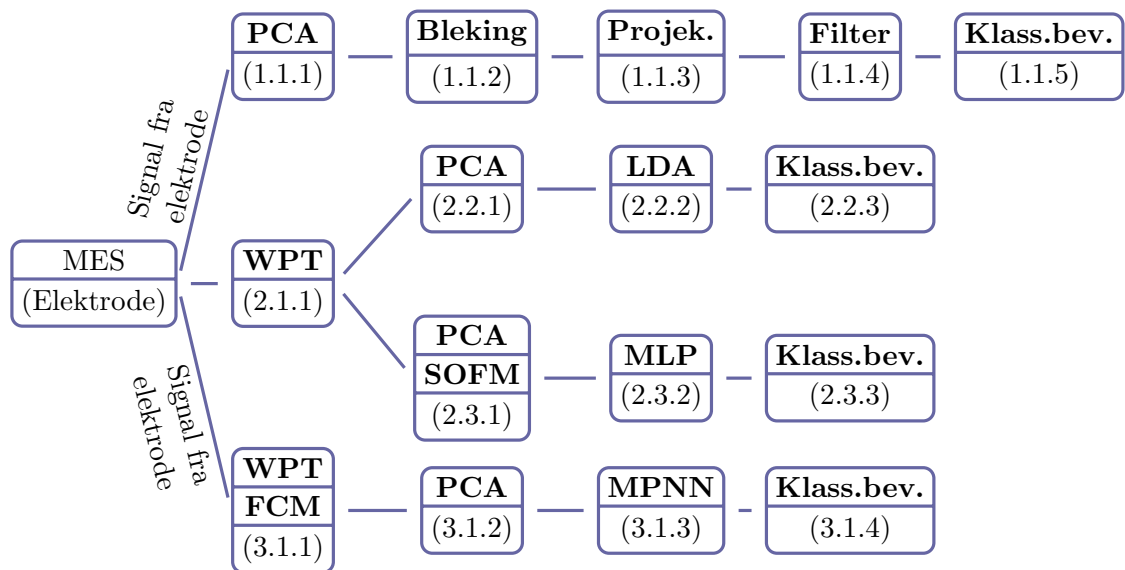 PCA
(1.1.1)
Bleking
(1.1.2)
Projek.
(1.1.3)
Filter
(1.1.4)
Klass.bev.
(1.1.5)
Signal fra
elektrode
PCA
(2.2.1)
LDA
(2.2.2)
Klass.bev.
(2.2.3)
MES
(Elektrode)
WPT
(2.1.1)
PCA
SOFM
(2.3.1)
MLP
(2.3.2)
Klass.bev.
(2.3.3)
Signal fra
elektrode
WPT
FCM
(3.1.1)
PCA
(3.1.2)
MPNN
(3.1.3)
Klass.bev.
(3.1.4)